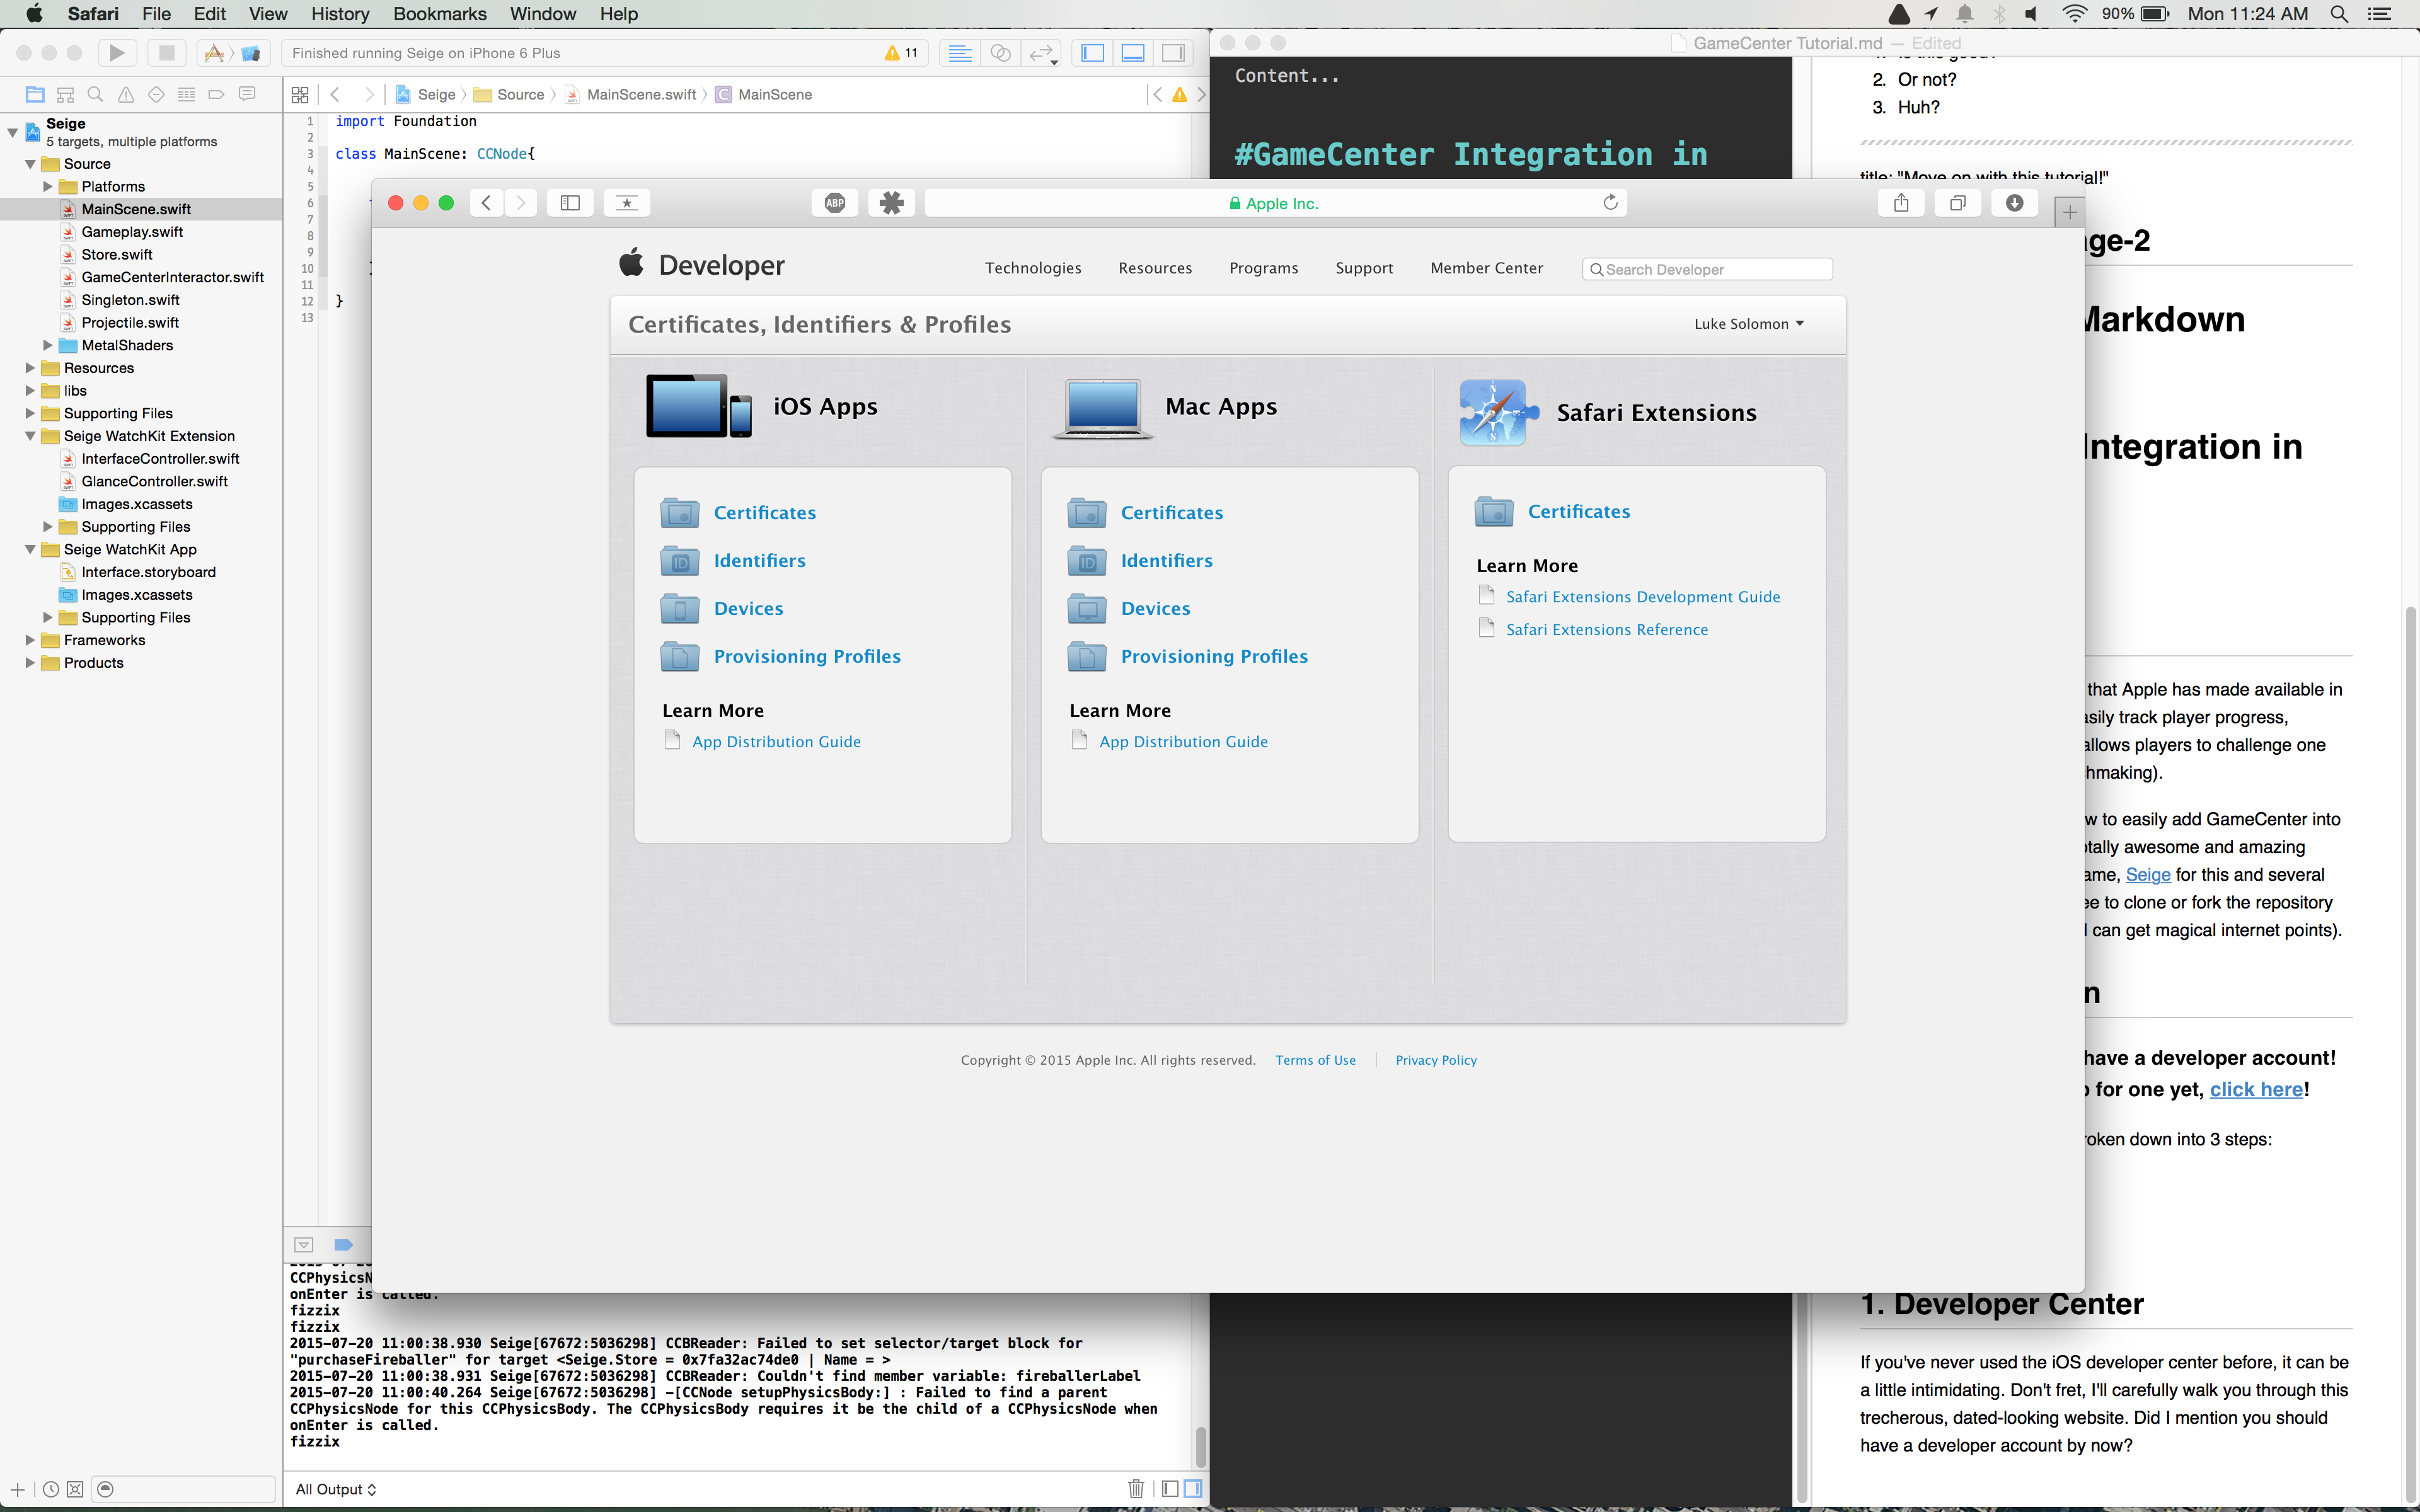 Safari File Edit View History Bookmarks Window Help
90% Mon 11:24 AM
Finished running Seige on iPhone 6 Plus
11
Seige
Source
MainScene.swift
MainScene
Seige
5 targets, multiple platforms
Source
Platforms
MainScene.swift
Gameplay.swift
Store.swift
GameCenterInteractor.swift
Singleton.swift
Projectile.swift
MetalShaders
Resources
libs
Supporting Files
Seige WatchKit Extension
InterfaceController.swift
GlanceController.swift
Images.xcassets
Supporting Files
Seige WatchKit App
Interface.storyboard
Images.xcassets
Supporting Files
Frameworks
Products
1 import Foundation
2
3 class MainScene: CCNode{
4
5
6
7
8
9
10
11
12 }
13
GameCenter Tutorial.md — Edited
Content...
#GameCenter Integration in
2. Or not?
3. Huh?
title: "Move on with this tutorial!"
ge-2
Markdown
Integration in
that Apple has made available in
asily track player progress,
allows players to challenge one
hmaking).
w to easily add GameCenter into
otally awesome and amazing
ame, Seige for this and several
ee to clone or fork the repository
I can get magical internet points).
n
have a developer account!
for one yet, click here!
oken down into 3 steps:
1. Developer Center
If you've never used the iOS developer center before, it can be
a little intimidating. Don't fret, I'll carefully walk you through this
trecherous, dated-looking website. Did I mention you should
have a developer account by now?
ABP
Apple Inc.
Developer
Technologies Resources Programs Support Member Center
Search Developer
Certificates, Identifiers & Profiles
Luke Solomon
iOS Apps
Certificates
Identifiers
Devices
Provisioning Profiles
Learn More
App Distribution Guide
Mac Apps
Certificates
Identifiers
Devices
Provisioning Profiles
Learn More
App Distribution Guide
Safari Extensions
Certificates
Learn More
Safari Extensions Development Guide
Safari Extensions Reference
Copyright © 2015 Apple Inc. All rights reserved. Terms of Use Privacy Policy
CCPhysicsN
onEnter is called.
fizzix
fizzix
2015-07-20 11:00:38.930 Seige[67672:5036298] CCBReader: Failed to set selector/target block for
"purchaseFireballer" for target <Seige.Store = 0x7fa32ac74de0 | Name = >
2015-07-20 11:00:38.931 Seige[67672:5036298] CCBReader: Couldn't find member variable: fireballerLabel
2015-07-20 11:00:40.264 Seige[67672:5036298] -[CCNode setupPhysicsBody:] : Failed to find a parent
CCPhysicsNode for this CCPhysicsBody. The CCPhysicsBody requires it be the child of a CCPhysicsNode when
onEnter is called.
fizzix
All Output